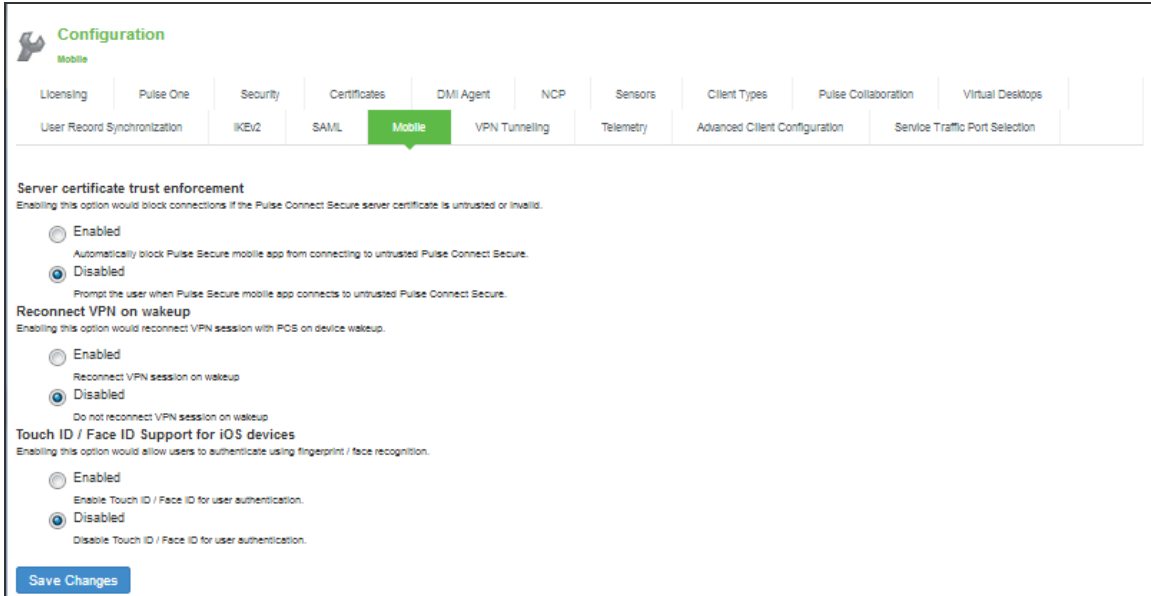 Configuration
Mobile
Licensing Pulse One Security Certificates DMI Agent NCP Sensors Client Types Pulse Collaboration Virtual Desktops
User Record Synchronization IKEv2 SAML Mobile VPN Tunneling Telemetry Advanced Client Configuration Service Traffic Port Selection
Server certificate trust enforcement
Enabling this option would block connections if the Pulse Connect Secure server certificate is untrusted or invalid.
Enabled
Automatically block Pulse Secure mobile app from connecting to untrusted Pulse Connect Secure.
Disabled
Prompt the user when Pulse Secure mobile app connects to untrusted Pulse Connect Secure.
Reconnect VPN on wakeup
Enabling this option would reconnect VPN session with PCS on device wakeup.
Enabled
Reconnect VPN session on wakeup
Disabled
Do not reconnect VPN session on wakeup
Touch ID / Face ID Support for iOS devices
Enabling this option would allow users to authenticate using fingerprint / face recognition.
Enabled
Enable Touch ID / Face ID for user authentication.
Disabled
Disable Touch ID / Face ID for user authentication.
Save Changes